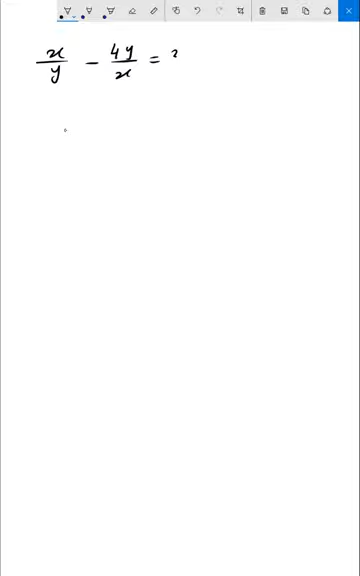 x/y - 4y/x =